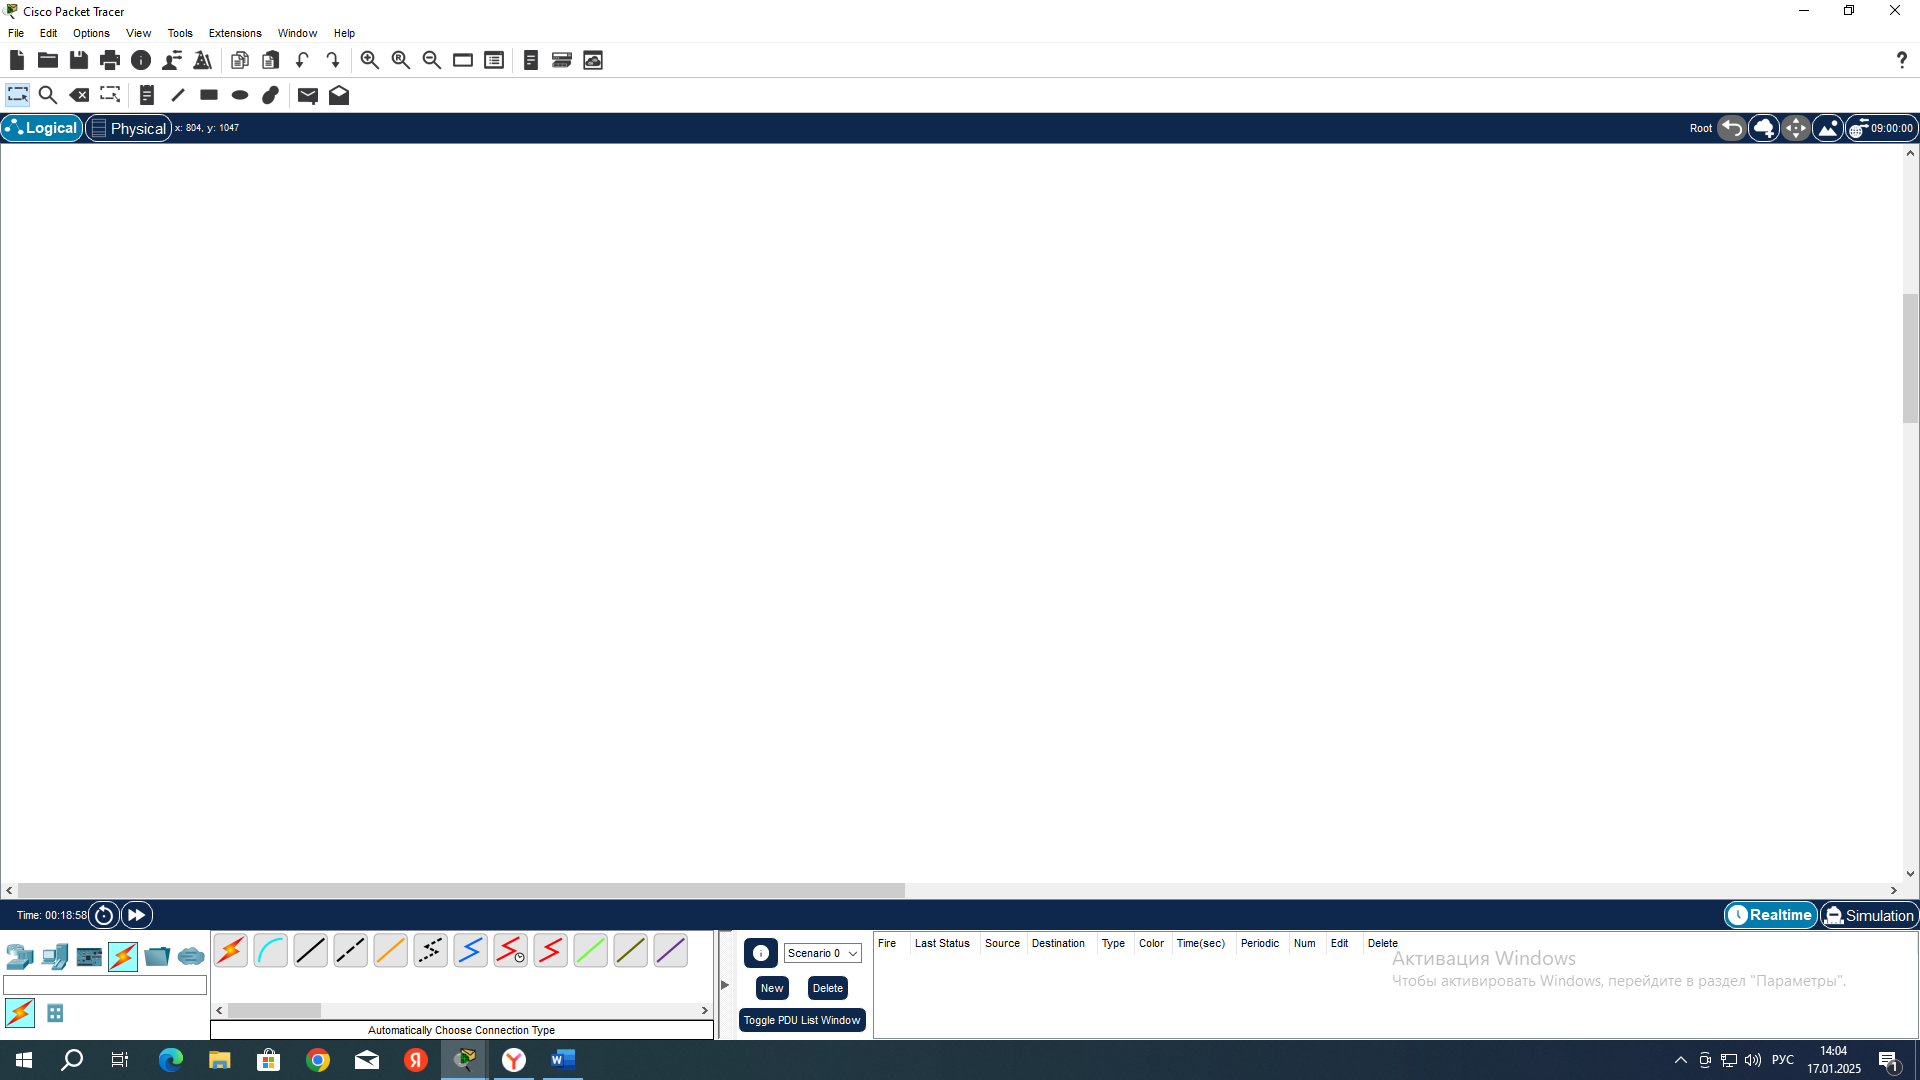 Cisco Packet Tracer
File Edit Options View Tools Extensions Window Help
?
Logical Physical x: 804, y: 1047 Root 09:00:00
Time: 00:18:58 Realtime Simulation
Scenario 0 Fire Last Status Source Destination Type Color Time(sec) Periodic Num Edit Delete
New Delete
Toggle PDU List Window
Automatically Choose Connection Type
Активация Windows
Чтобы активировать Windows, перейдите в раздел "Параметры".
РУС 14:04
17.01.2025
1